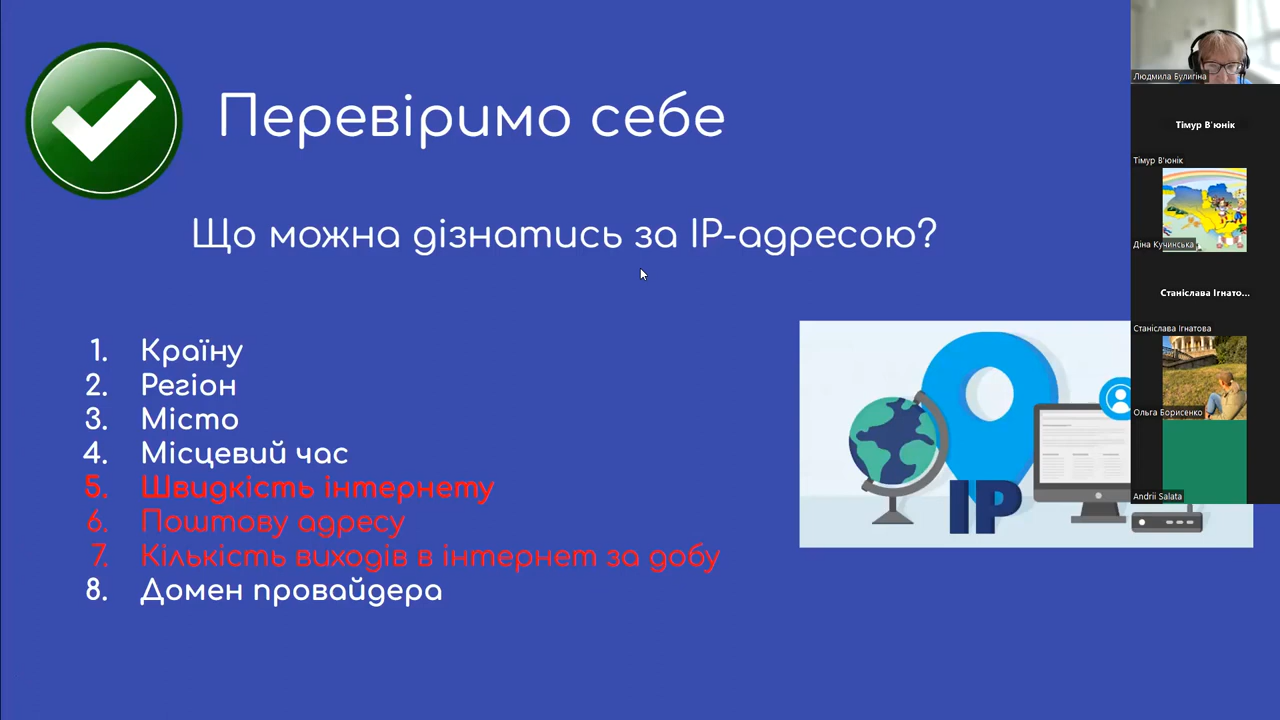 Перевіримо себе
Що можна дізнатись за IP-адресою?
1. Країну
2. Регіон
3. Місто
4. Місцевий час
5. Швидкість інтернету
6. Поштову адресу
7. Кількість виходів в інтернет за добу
8. Домен провайдера
IP
Людмила Булигіна
Тімур В'юнік
Тімур В'юнік
Діна Кучинська
Станіслава Ігнато...
Станіслава Ігнатова
Ольга Борисенко
Andrii Salata